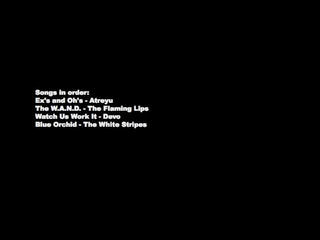 Songs in order:
Ex's and Oh's - Atreyu
The W.A.N.D. - The Flaming Lips
Watch Us Work It - Devo
Blue Orchid - The White Stripes